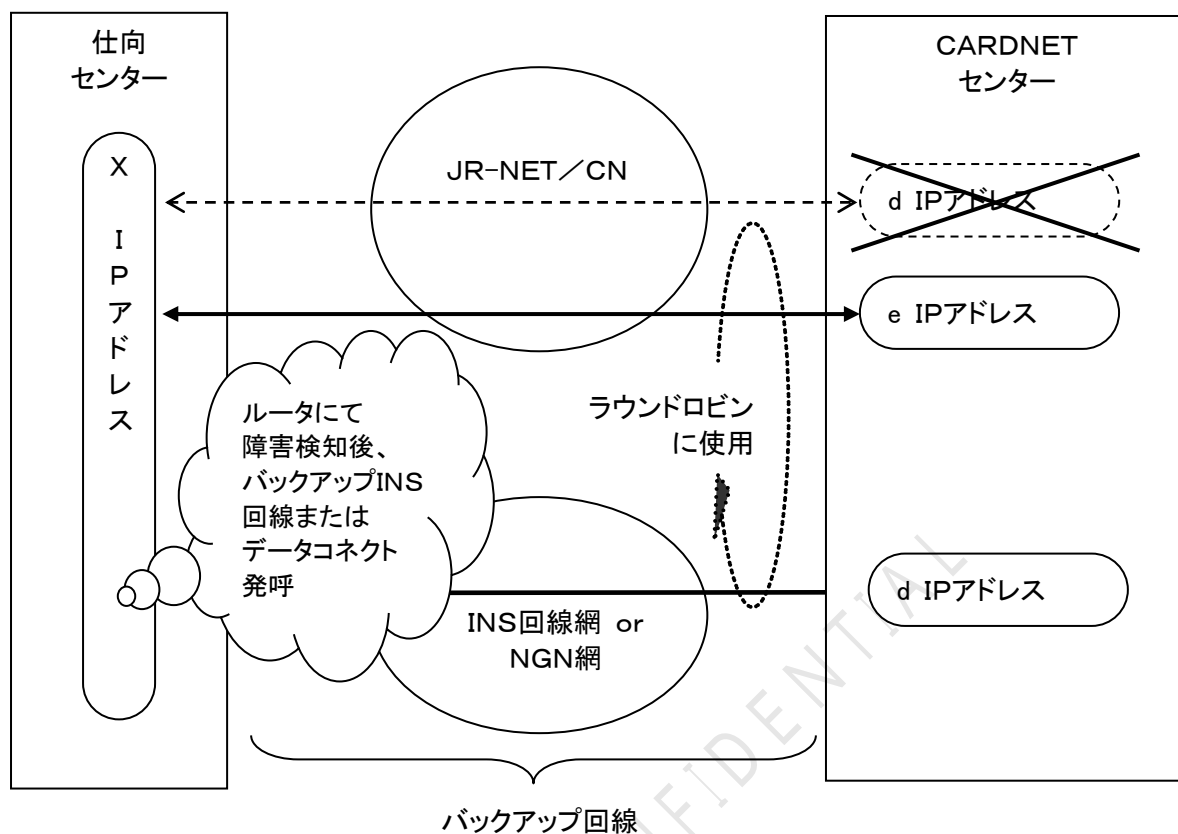 仕向
センター
CARDNET
センター
X IPアドレス
JR-NET／CN
d IPアドレス
e IPアドレス
ルータにて
障害検知後、
バックアップINS
回線または
データコネクト
発呼
ラウンドロビン
に使用
d IPアドレス
INS回線網 or
NGN網
バックアップ回線
NFIDENTIAL